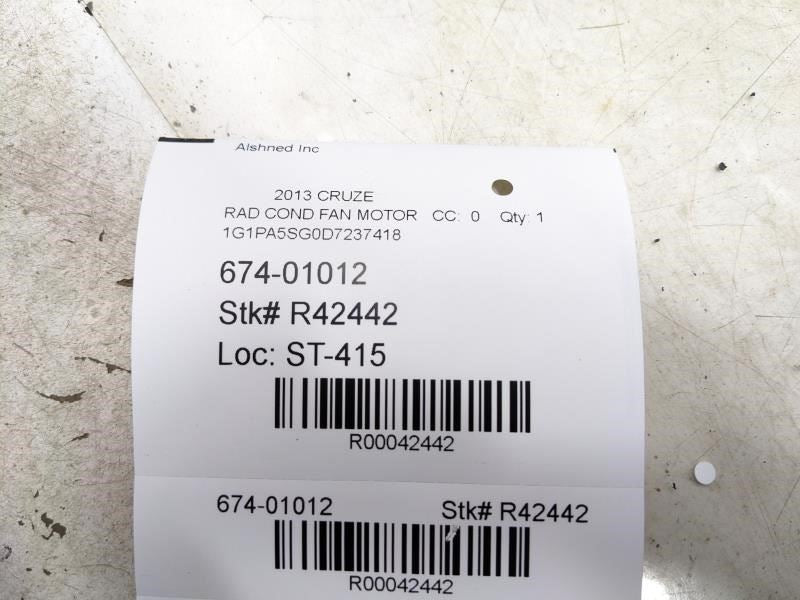 Alshned Inc
2013 CRUZE
RAD COND FAN MOTOR CC: 0 Qty: 1
1G1PA5SG0D7237418
674-01012
Stk# R42442
Loc: ST-415
R00042442
674-01012 Stk# R42442
R00042442